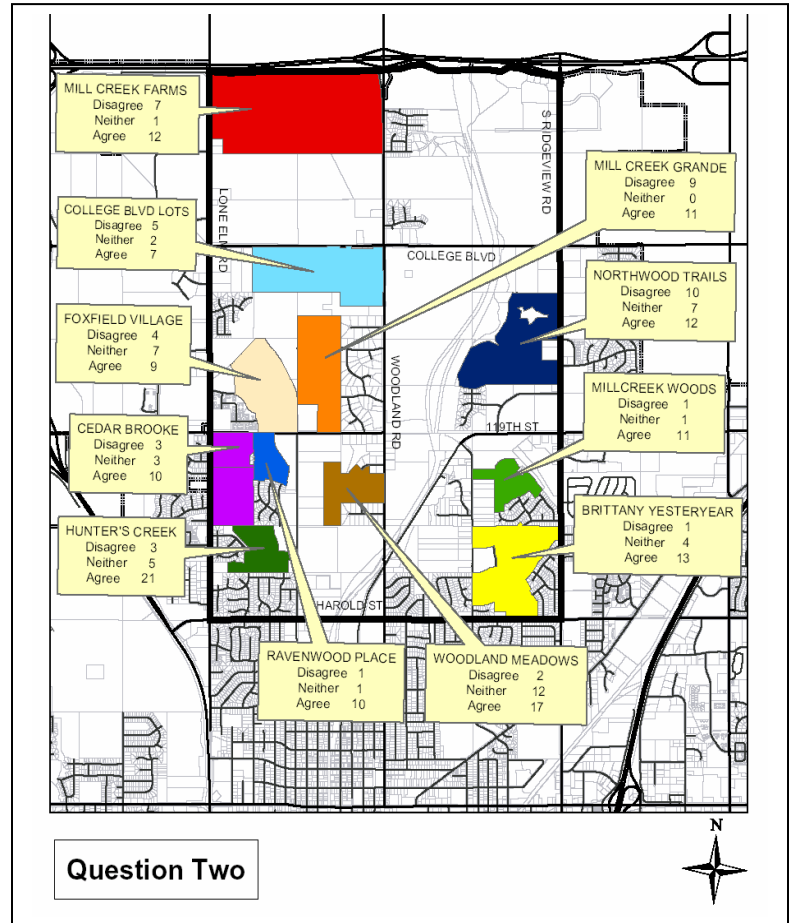 MILL CREEK FARMS
Disagree 7
Neither 1
Agree 12
MILL CREEK GRANDE
Disagree 9
Neither 0
Agree 11
S RIDGEVIEW RD
LONE ELM RD
COLLEGE BLVD LOTS
Disagree 5
Neither 2
Agree 7
COLLEGE BLVD
NORTHWOOD TRAILS
Disagree 10
Neither 7
Agree 12
FOXFIELD VILLAGE
Disagree 4
Neither 7
Agree 9
WOODLAND RD
MILLCREEK WOODS
Disagree 1
Neither 1
Agree 11
CEDAR BROOKE
Disagree 3
Neither 3
Agree 10
119TH ST
BRITTANY YESTERYEAR
Disagree 1
Neither 4
Agree 13
HUNTER'S CREEK
Disagree 3
Neither 5
Agree 21
HAROLD ST
RAVENWOOD PLACE
Disagree 1
Neither 1
Agree 10
WOODLAND MEADOWS
Disagree 2
Neither 12
Agree 17
Question Two
N